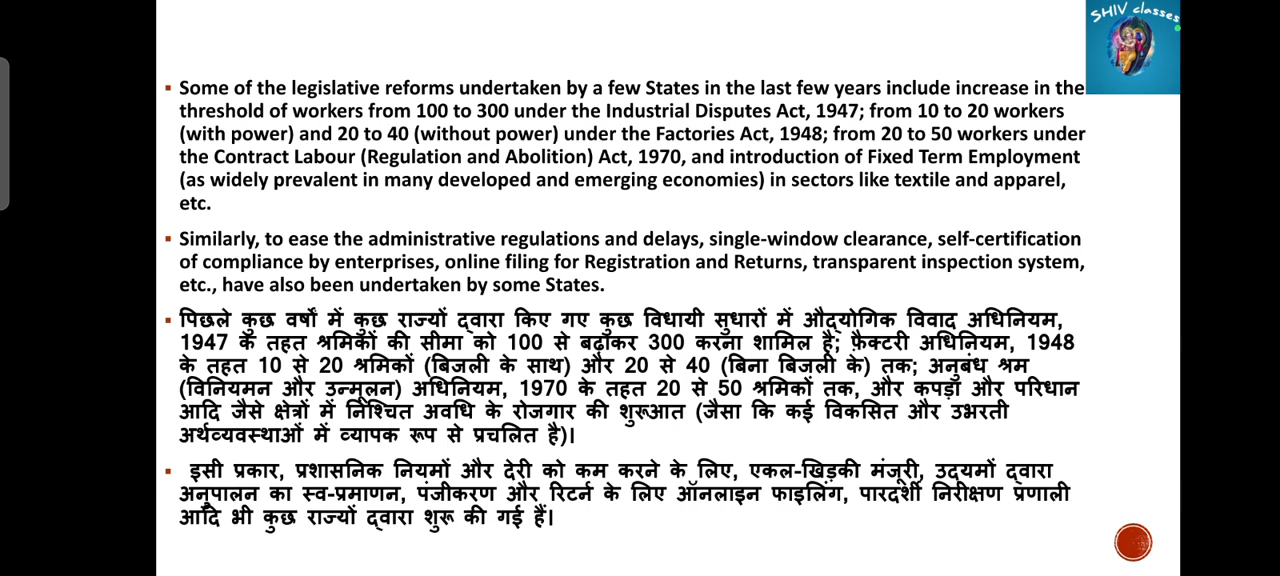 SHIV classes
▪ Some of the legislative reforms undertaken by a few States in the last few years include increase in the
threshold of workers from 100 to 300 under the Industrial Disputes Act, 1947; from 10 to 20 workers
(with power) and 20 to 40 (without power) under the Factories Act, 1948; from 20 to 50 workers under
the Contract Labour (Regulation and Abolition) Act, 1970, and introduction of Fixed Term Employment
(as widely prevalent in many developed and emerging economies) in sectors like textile and apparel,
etc.
▪ Similarly, to ease the administrative regulations and delays, single-window clearance, self-certification
of compliance by enterprises, online filing for Registration and Returns, transparent inspection system,
etc., have also been undertaken by some States.
▪ पिछले कुछ वर्षों में कुछ राज्यों द्वारा किए गए कुछ विधायी सुधारों में औद्योगिक विवाद अधिनियम,
1947 के तहत श्रमिकों की सीमा को 100 से बढ़ाकर 300 करना शामिल है; फ़ैक्टरी अधिनियम, 1948
के तहत 10 से 20 श्रमिकों (बिजली के साथ) और 20 से 40 (बिना बिजली के) तक; अनुबंध श्रम
(विनियमन और उन्मूलन) अधिनियम, 1970 के तहत 20 से 50 श्रमिकों तक, और कपड़ा और परिधान
आदि जैसे क्षेत्रों में निश्चित अवधि के रोजगार की शुरूआत (जैसा कि कई विकसित और उभरती
अर्थव्यवस्थाओं में व्यापक रूप से प्रचलित है)।
▪ इसी प्रकार, प्रशासनिक नियमों और देरी को कम करने के लिए, एकल-खिड़की मंजूरी, उद्यमों द्वारा
अनुपालन का स्व-प्रमाणन, पंजीकरण और रिटर्न के लिए ऑनलाइन फाइलिंग, पारदर्शी निरीक्षण प्रणाली
आदि भी कुछ राज्यों द्वारा शुरू की गई हैं।